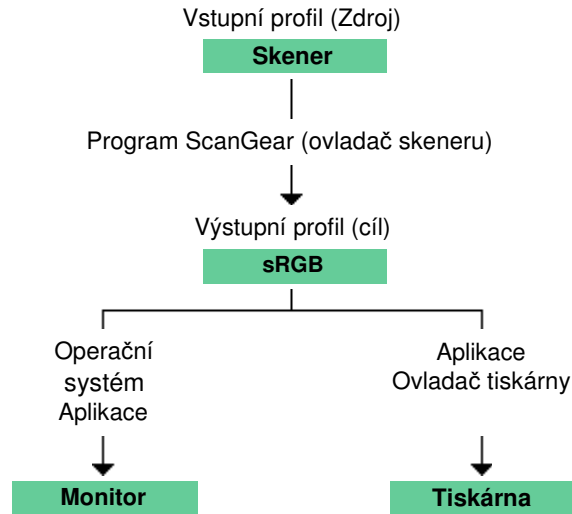 Vstupní profil (Zdroj)
Skener
Program ScanGear (ovladač skeneru)
Výstupní profil (cíl)
sRGB
Operační
systém
Aplikace
Aplikace
Ovladač tiskárny
Monitor
Tiskárna